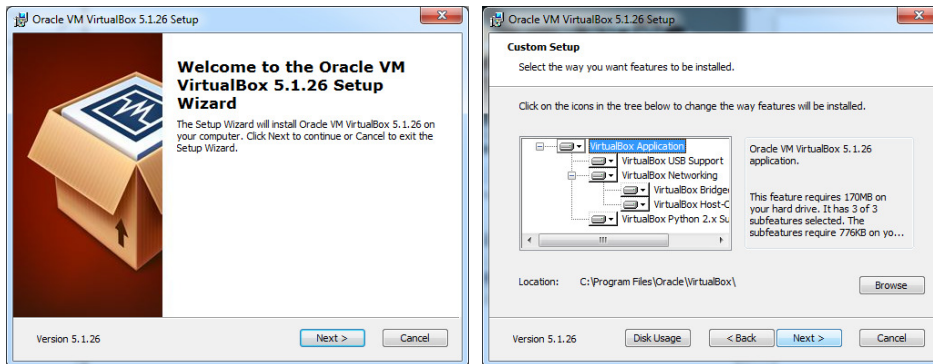 Oracle VM VirtualBox 5.1.26 Setup
Welcome to the Oracle VM
VirtualBox 5.1.26 Setup
Wizard
The Setup Wizard will install Oracle VM VirtualBox 5.1.26 on
your computer. Click Next to continue or Cancel to exit the
Setup Wizard.
Version 5.1.26
Next >
Cancel
Oracle VM VirtualBox 5.1.26 Setup
Custom Setup
Select the way you want features to be installed.
Click on the icons in the tree below to change the way features will be installed.
VirtualBox Application
VirtualBox USB Support
VirtualBox Networking
VirtualBox Bridge
VirtualBox Host-C
VirtualBox Python 2.x Su
Oracle VM VirtualBox 5.1.26
application.
This feature requires 170MB on
your hard drive. It has 3 of 3
subfeatures selected. The
subfeatures require 776KB on yo...
Location: C:\Program Files\Oracle\VirtualBox\
Browse
Version 5.1.26
Disk Usage
< Back
Next >
Cancel